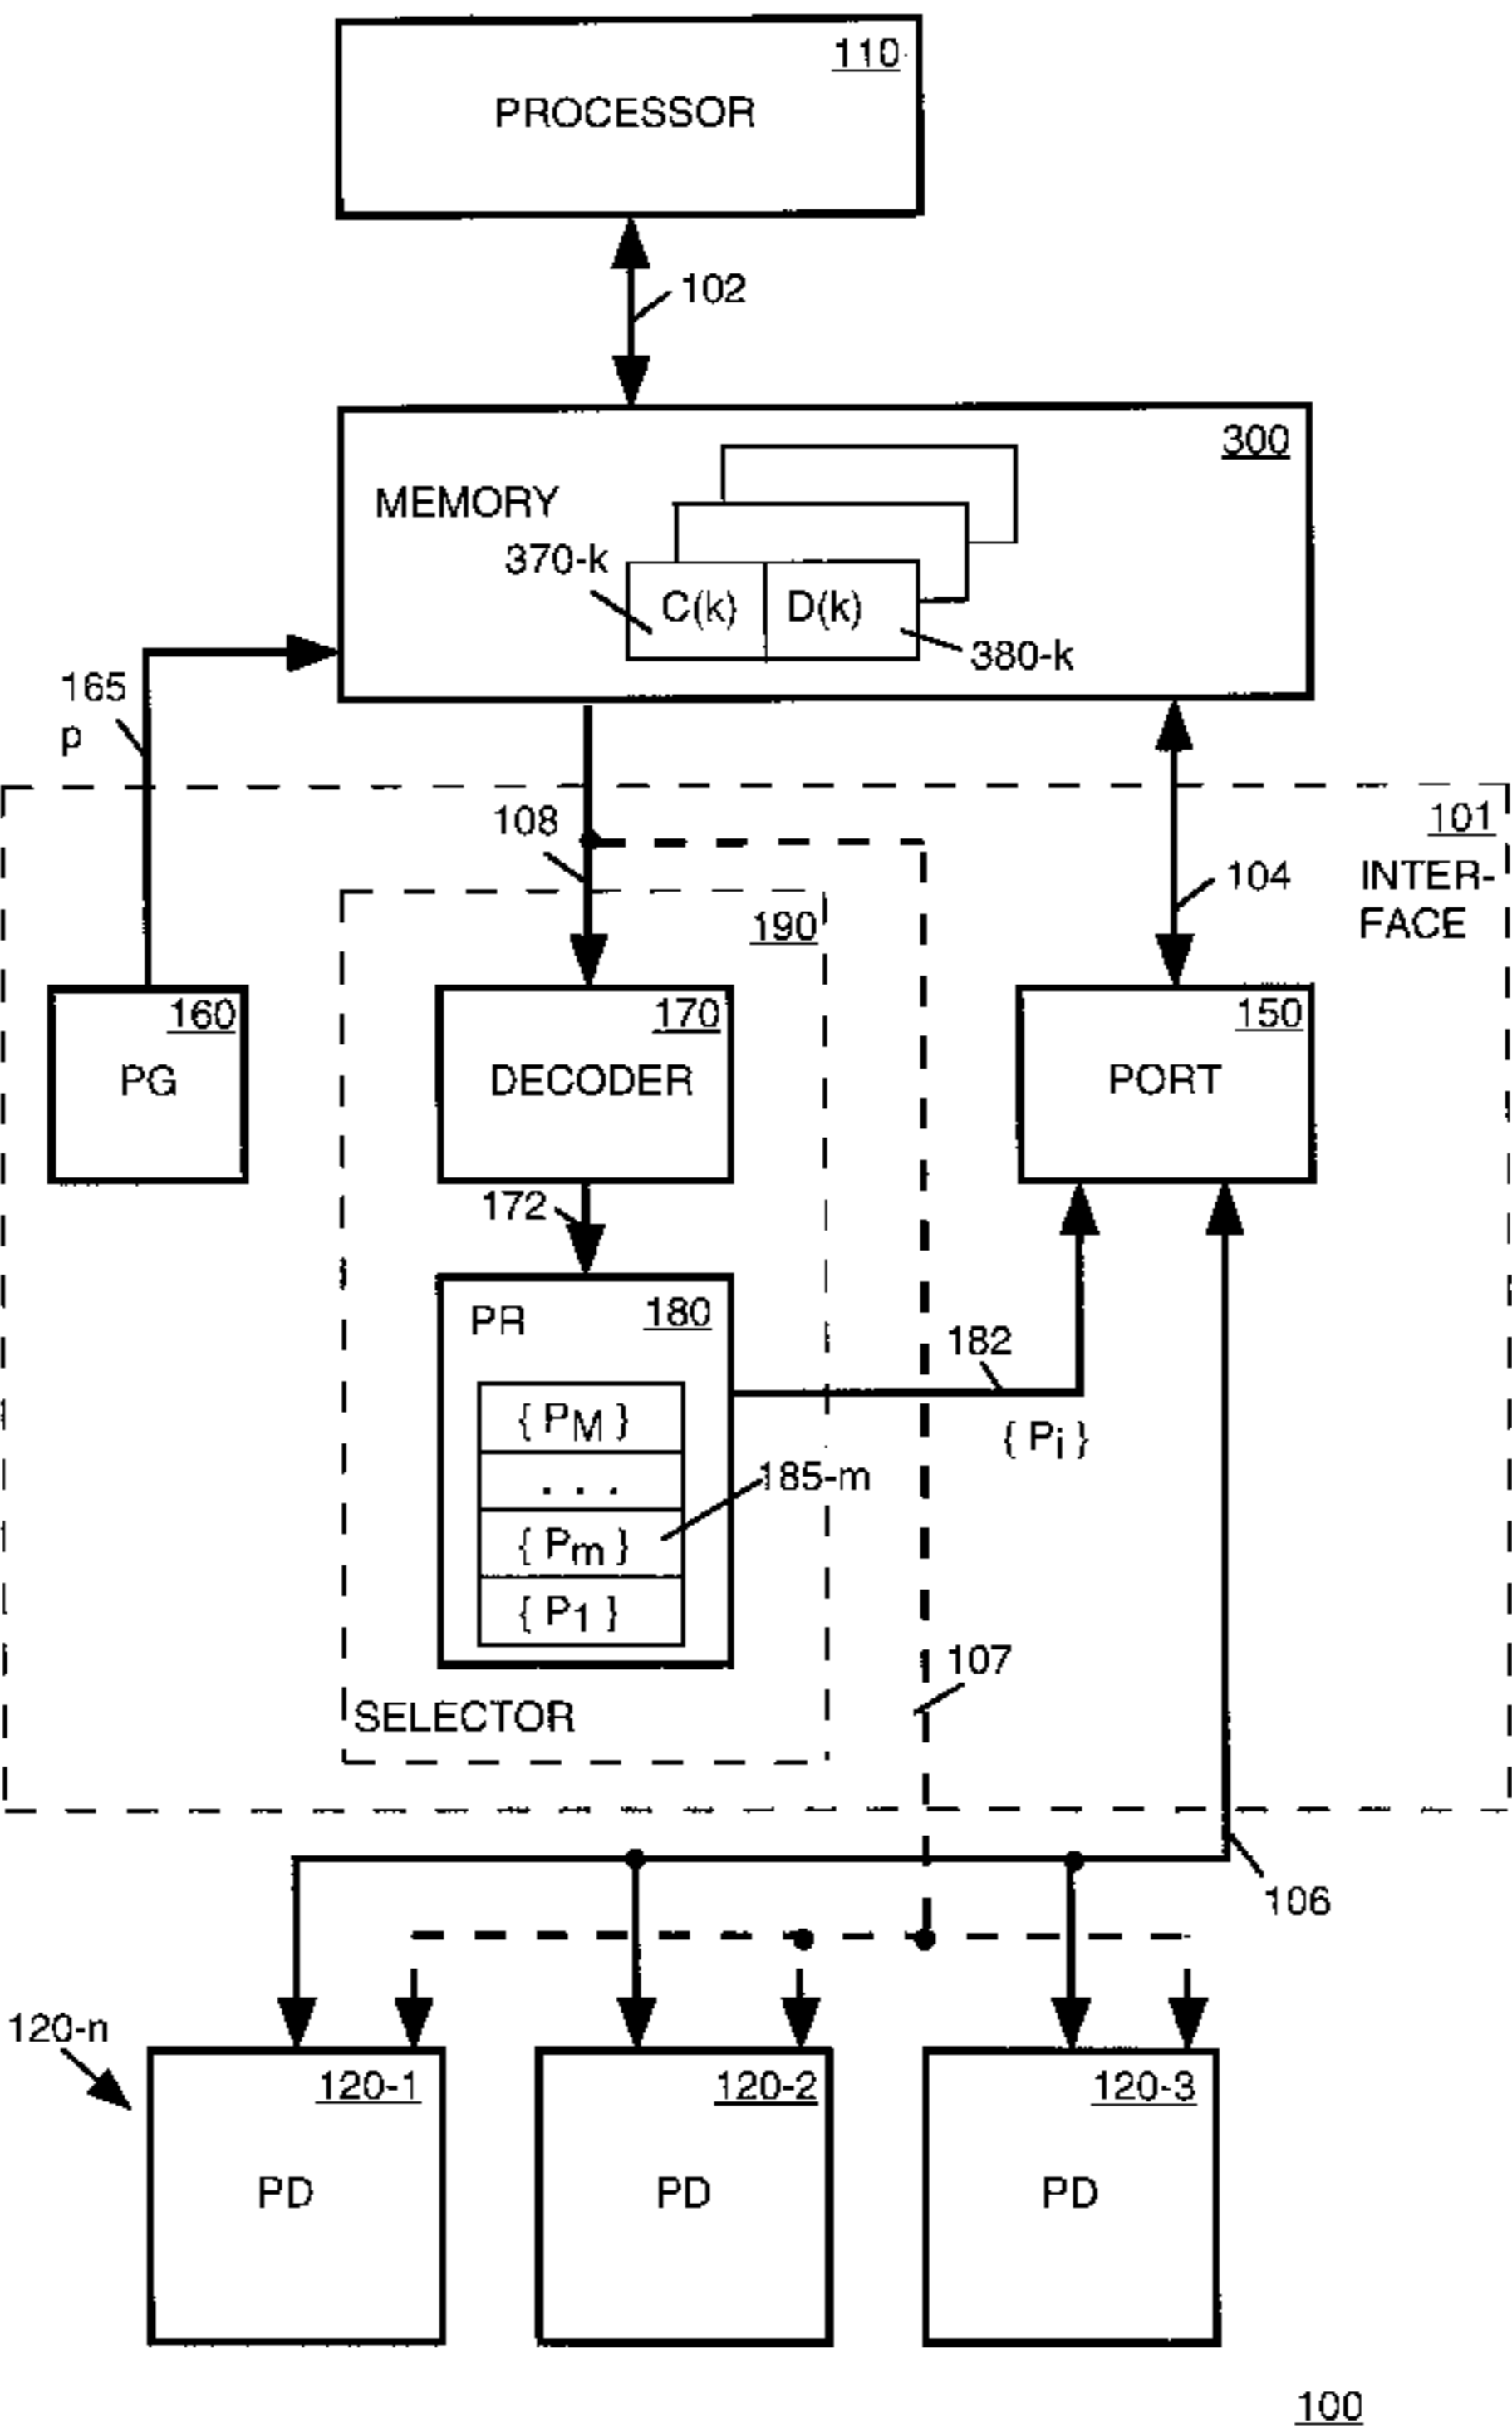 110
PROCESSOR
102
300
MEMORY
370-k
C(k) D(k)
380-k
165
p
108
101
INTER-
FACE
104
190
160
PG
170
DECODER
150
PORT
172
PR
180
182
{ PM }
{ Pi }
. . .
185-m
{ Pm }
{ P1 }
107
SELECTOR
106
120-n
120-1
PD
120-2
PD
120-3
PD
100